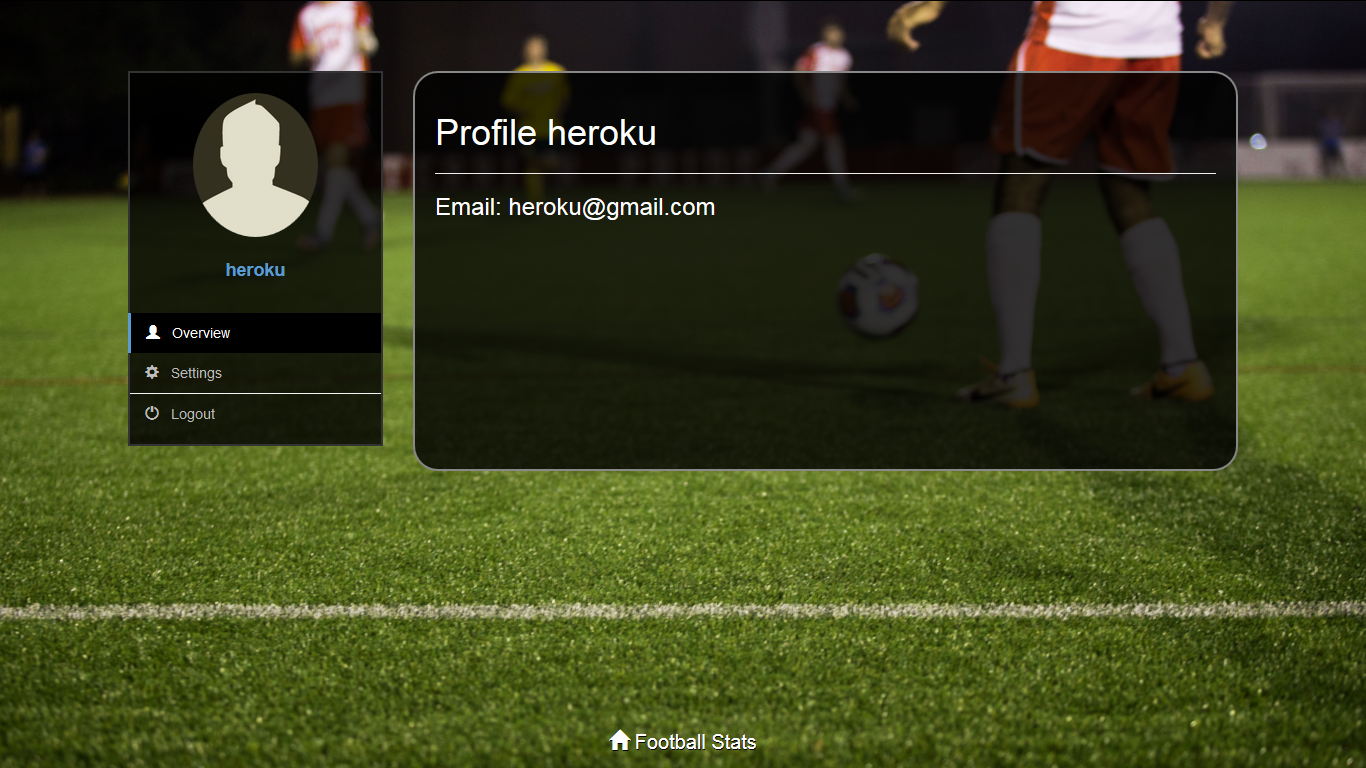 heroku
Overview
Settings
Logout
Profile heroku
Email: heroku@gmail.com
Football Stats